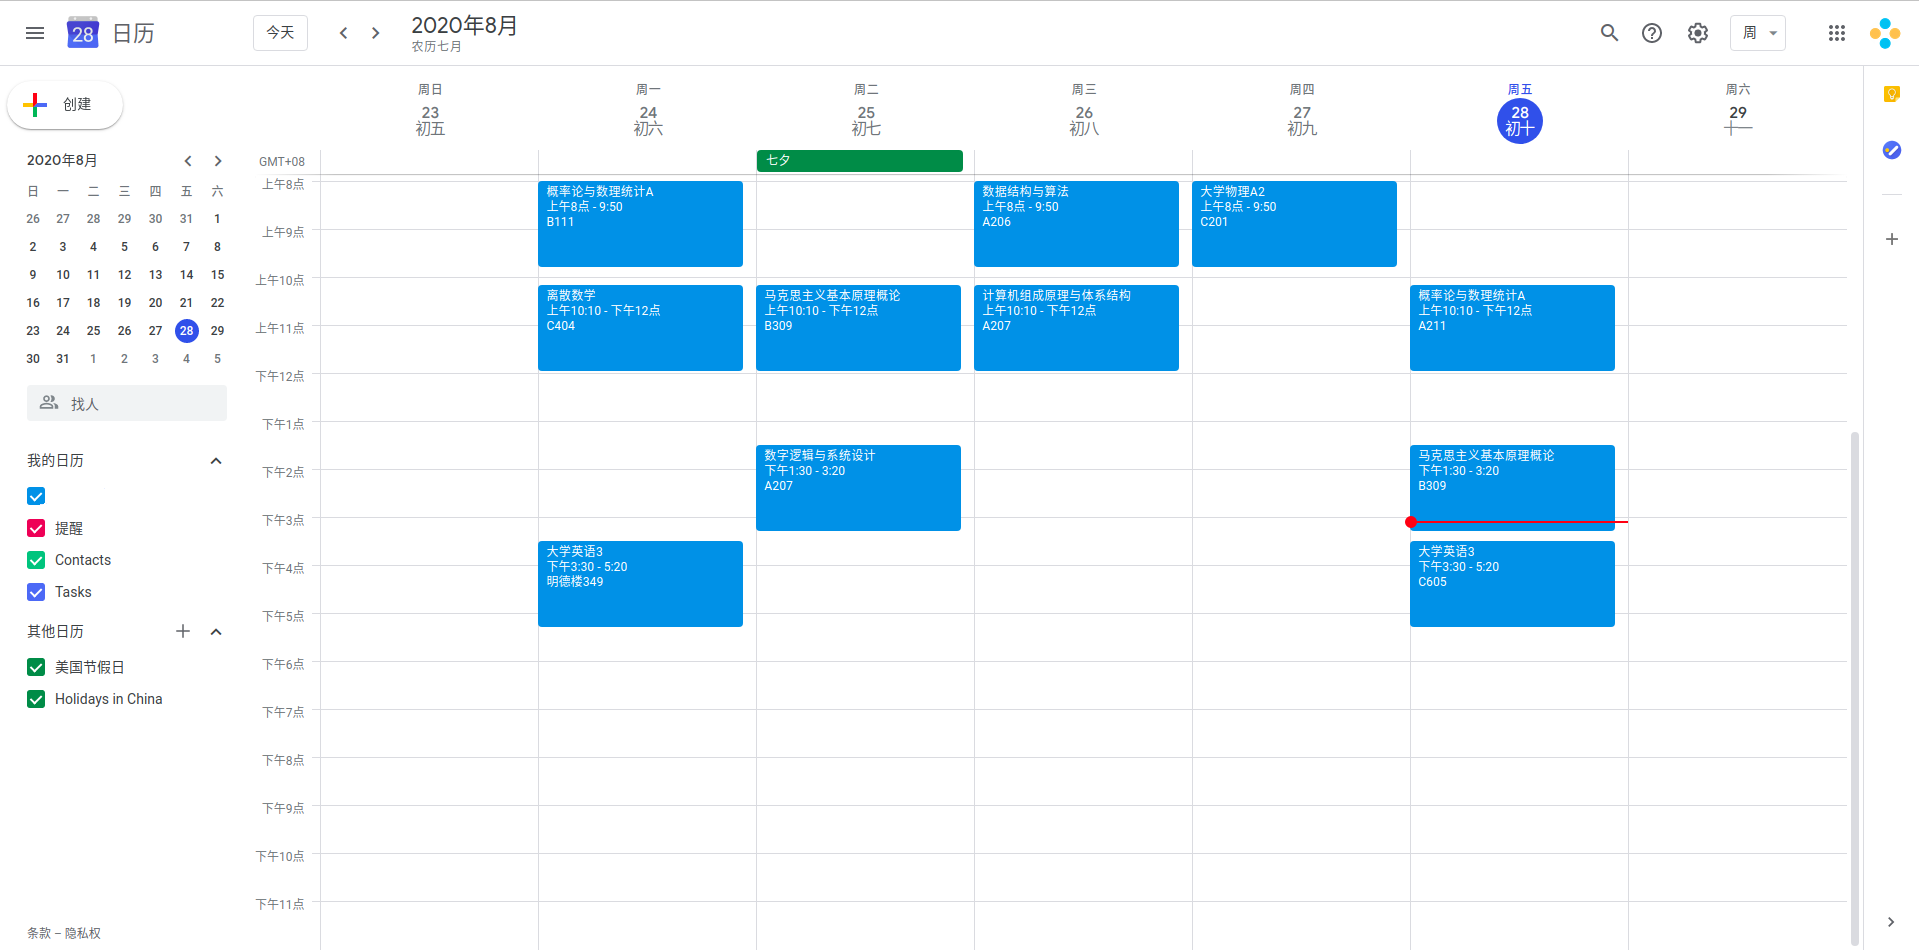 28 日历 今天 2020年8月 周
农历七月
创建
2020年8月
日 一 二 三 四 五 六
26 27 28 29 30 31 1
2 3 4 5 6 7 8
9 10 11 12 13 14 15
16 17 18 19 20 21 22
23 24 25 26 27 28 29
30 31 1 2 3 4 5
找人
我的日历
提醒
Contacts
Tasks
其他日历
美国节假日
Holidays in China
条款 – 隐私权
周日 周一 周二 周三 周四 周五 周六
23 24 25 26 27 28 29
初五 初六 初七 初八 初九 初十 十一
GMT+08
七夕
上午8点
上午9点
上午10点
上午11点
下午12点
下午1点
下午2点
下午3点
下午4点
下午5点
下午6点
下午7点
下午8点
下午9点
下午10点
下午11点
概率论与数理统计A
上午8点 - 9:50
B111
离散数学
上午10:10 - 下午12点
C404
大学英语3
下午3:30 - 5:20
明德楼349
马克思主义基本原理概论
上午10:10 - 下午12点
B309
数字逻辑与系统设计
下午1:30 - 3:20
A207
数据结构与算法
上午8点 - 9:50
A206
计算机组成原理与体系结构
上午10:10 - 下午12点
A207
大学物理A2
上午8点 - 9:50
C201
概率论与数理统计A
上午10:10 - 下午12点
A211
马克思主义基本原理概论
下午1:30 - 3:20
B309
大学英语3
下午3:30 - 5:20
C605